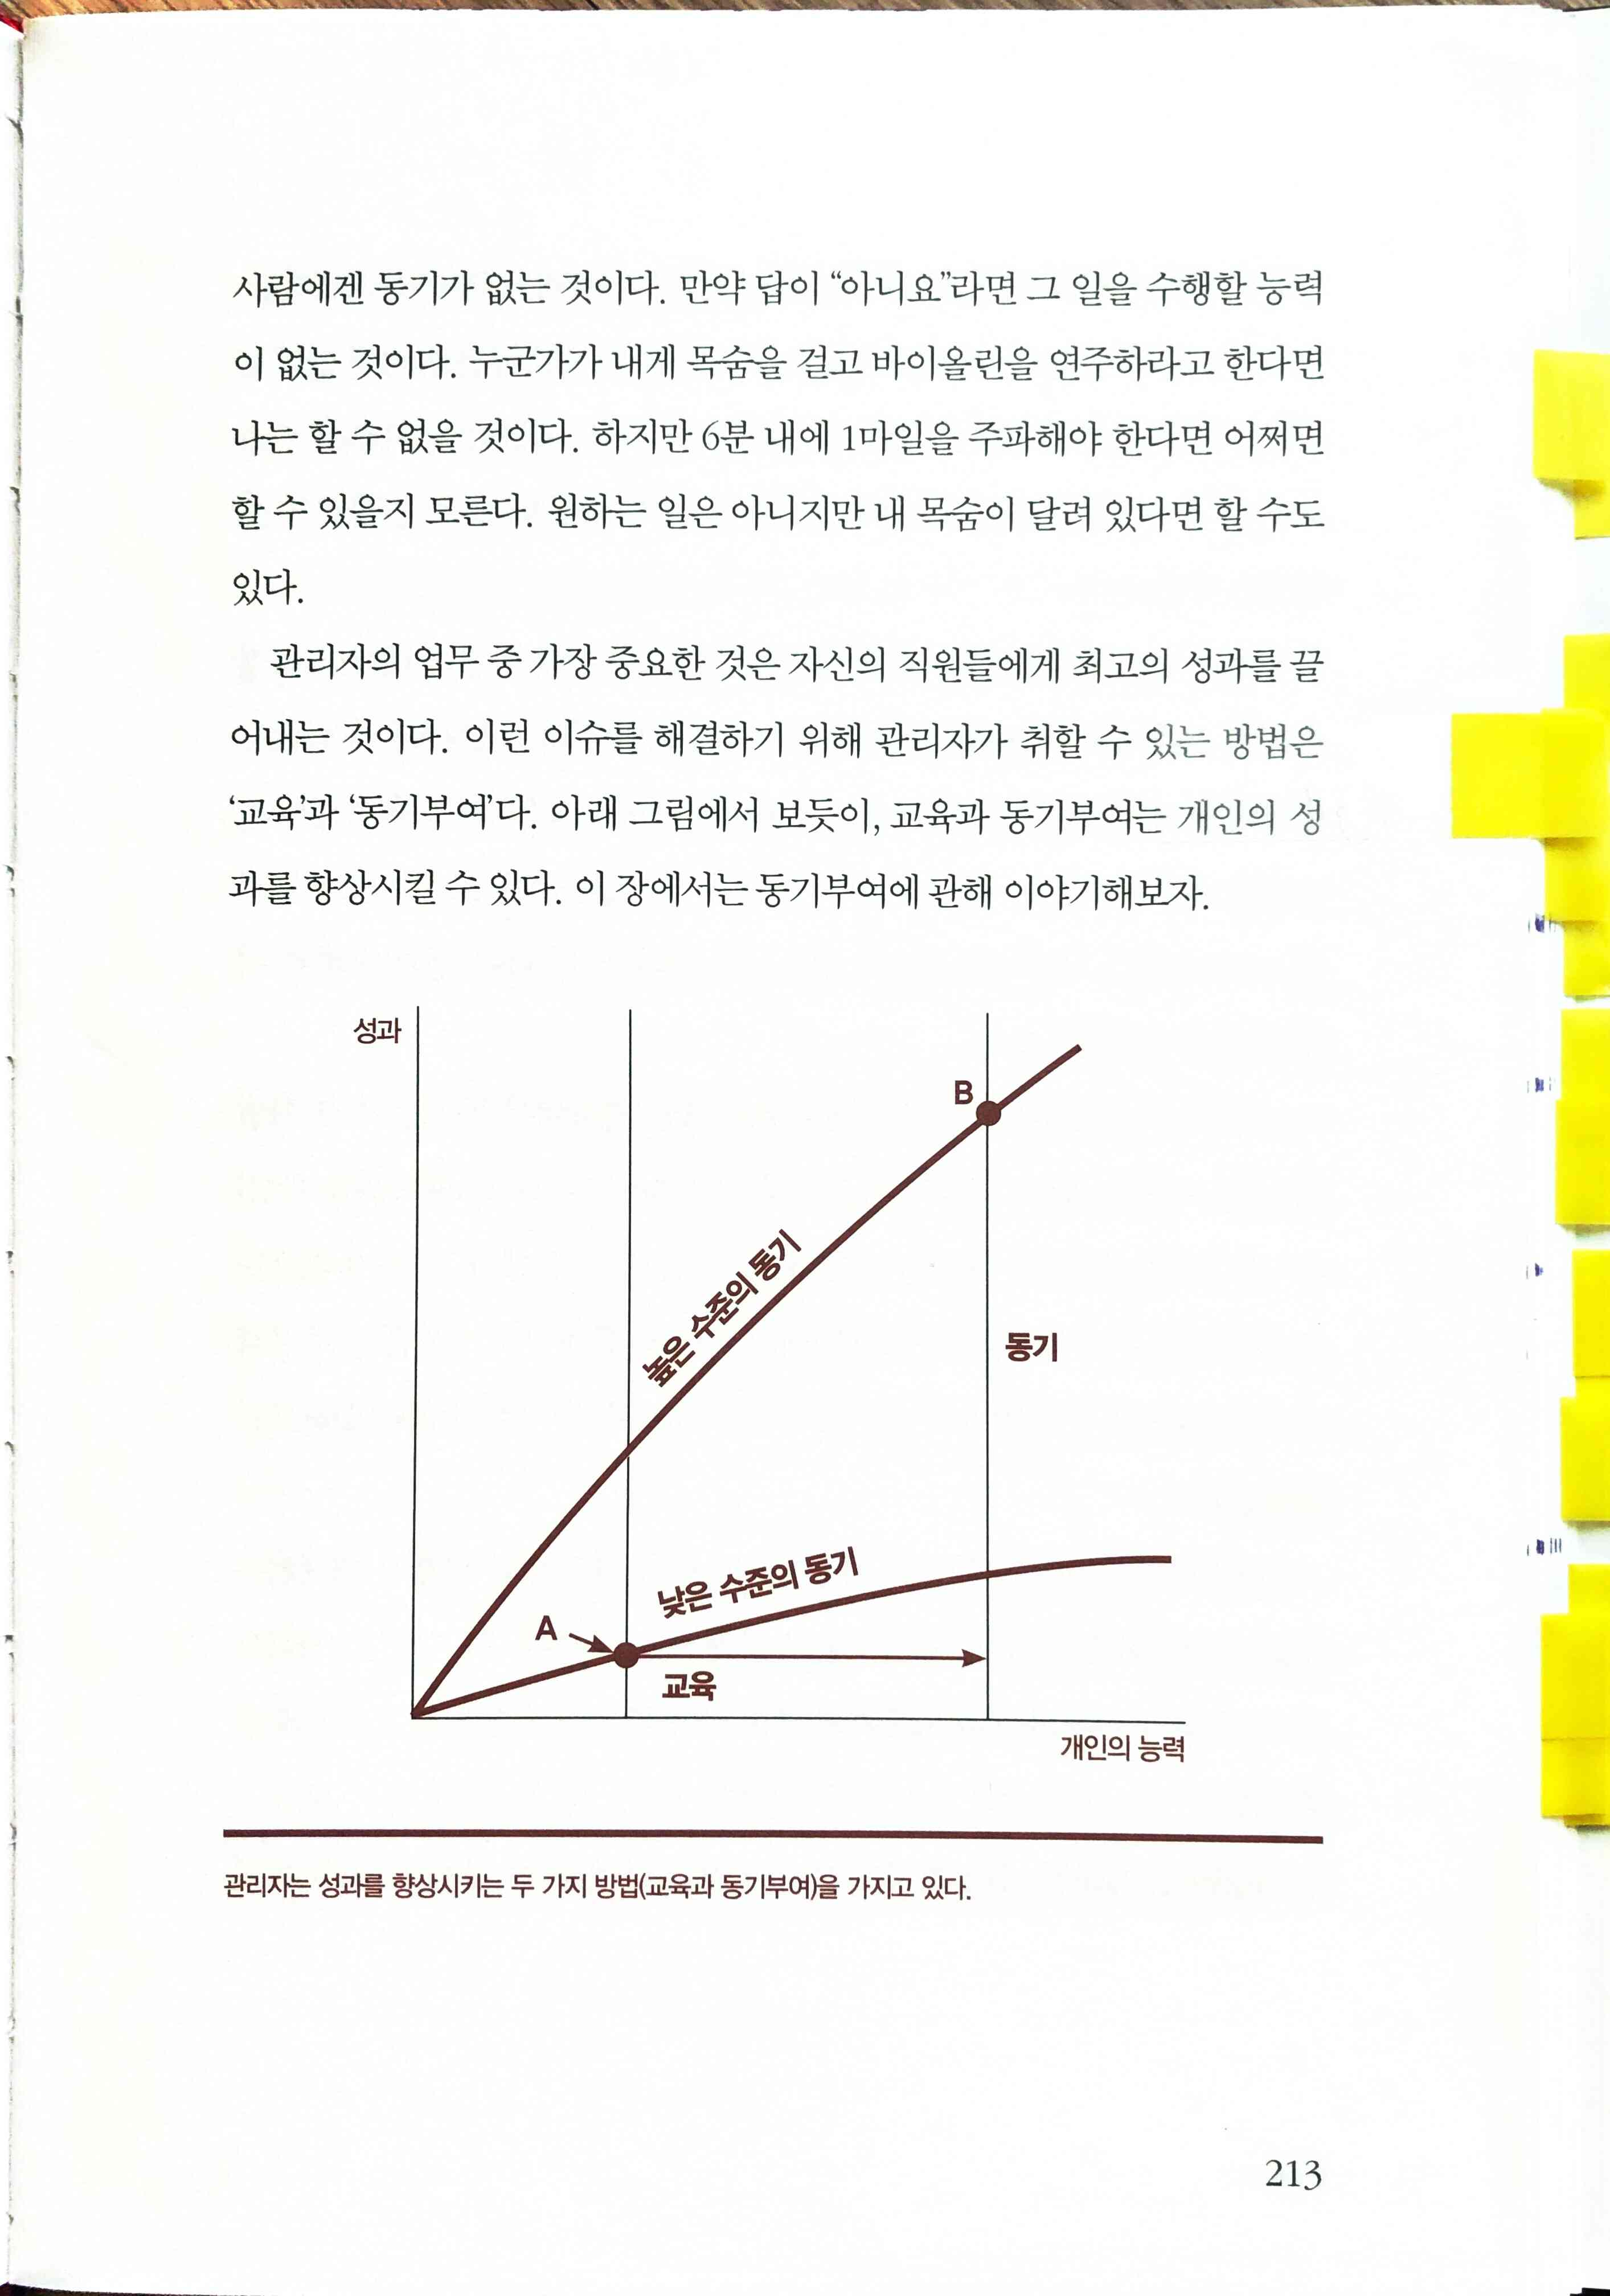 사람에겐 동기가 없는 것이다. 만약 답이 “아니요”라면 그 일을 수행할 능력
이 없는 것이다. 누군가가 내게 목숨을 걸고 바이올린을 연주하라고 한다면
나는 할 수 없을 것이다. 하지만 6분 내에 1마일을 주파해야 한다면 어쩌면
할 수 있을지 모른다. 원하는 일은 아니지만 내 목숨이 달려 있다면 할 수도
있다.
관리자의 업무 중 가장 중요한 것은 자신의 직원들에게 최고의 성과를 끌
어내는 것이다. 이런 이슈를 해결하기 위해 관리자가 취할 수 있는 방법은
‘교육’과 ‘동기부여’다. 아래 그림에서 보듯이, 교육과 동기부여는 개인의 성
과를 향상시킬 수 있다. 이 장에서는 동기부여에 관해 이야기해보자.
성과
B
높은 수준의 동기
동기
낮은 수준의 동기
A
교육
개인의 능력
관리자는 성과를 향상시키는 두 가지 방법(교육과 동기부여)을 가지고 있다.
213